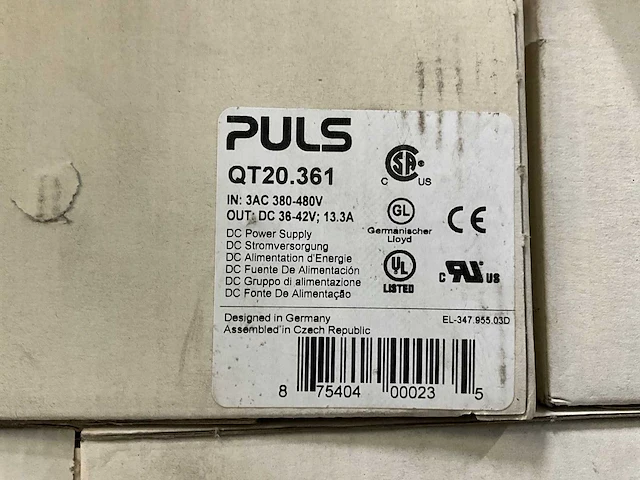 PULS
QT20.361
IN: 3AC 380-480V
OUT: DC 36-42V; 13.3A
DC Power Supply
DC Stromversorgung
DC Alimentation d'Energie
DC Fuente De Alimentación
DC Gruppo di alimentazione
DC Fonte De Alimentação
C SA® US
GL
Germanischer
Lloyd
CE
UL
LISTED
c RU US
Designed in Germany
Assembled in Czech Republic
EL-347.955.03D
8 75404 00023 5